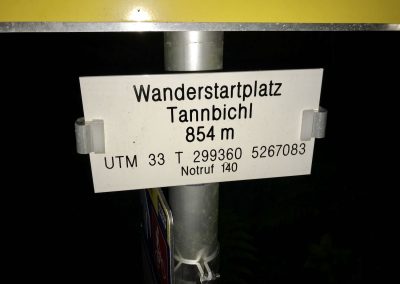 Wanderstartplatz
Tannbichl
854 m
UTM 33 T 299360 5267083
Notruf 140